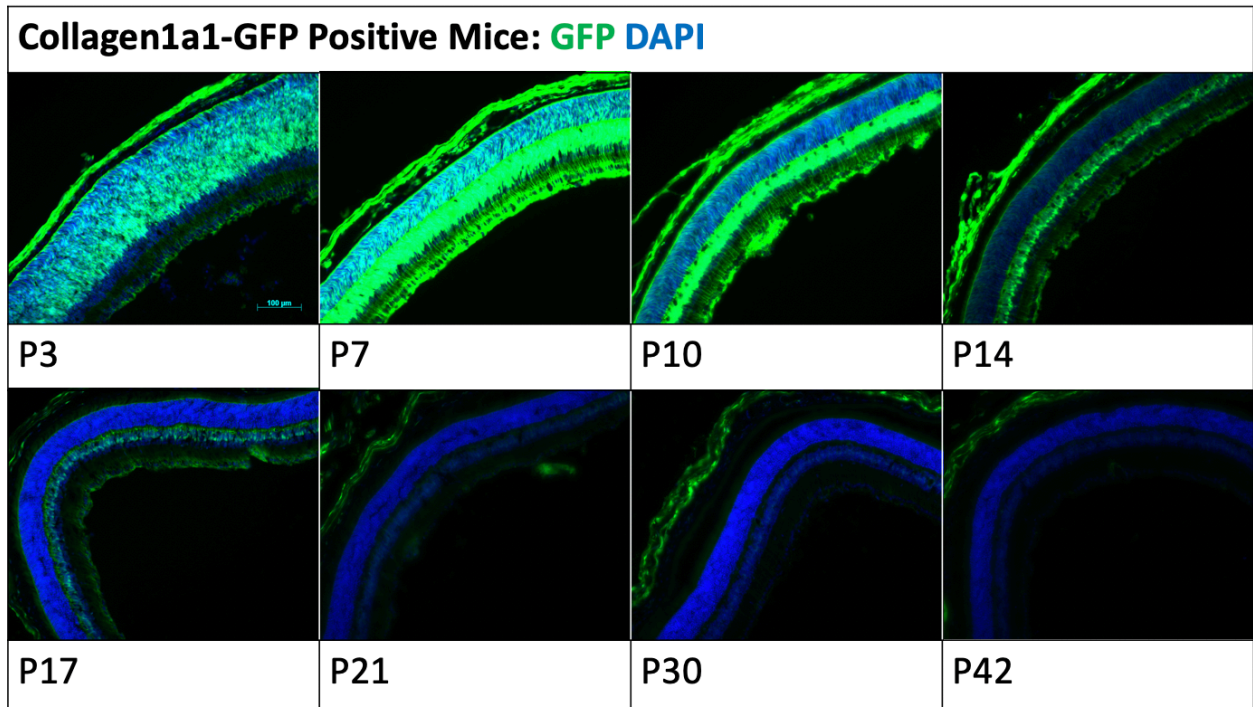 Collagen1a1-GFP Positive Mice: GFP DAPI
100 µm
P3 P7 P10 P14
P17 P21 P30 P42